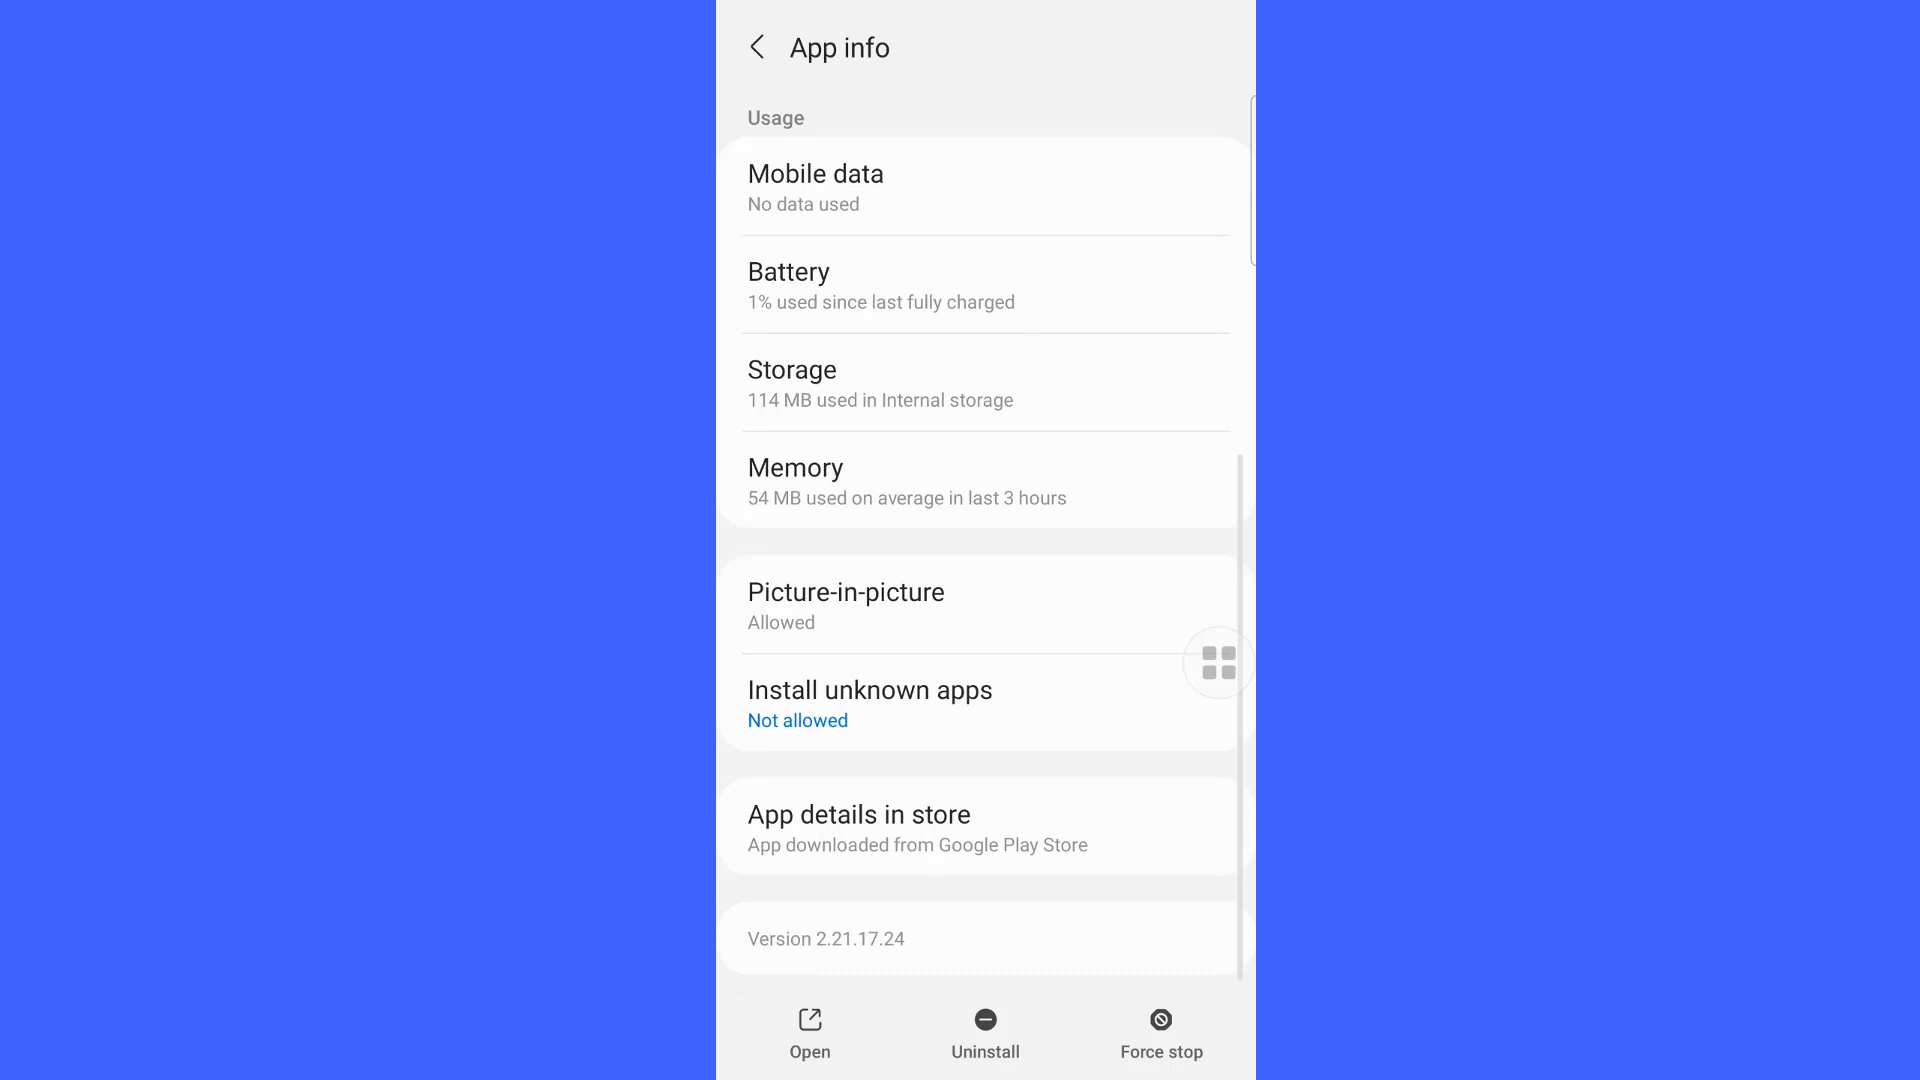 App info
Usage
Mobile data
No data used
Battery
1% used since last fully charged
Storage
114 MB used in Internal storage
Memory
54 MB used on average in last 3 hours
Picture-in-picture
Allowed
Install unknown apps
Not allowed
App details in store
App downloaded from Google Play Store
Version 2.21.17.24
Open Uninstall Force stop